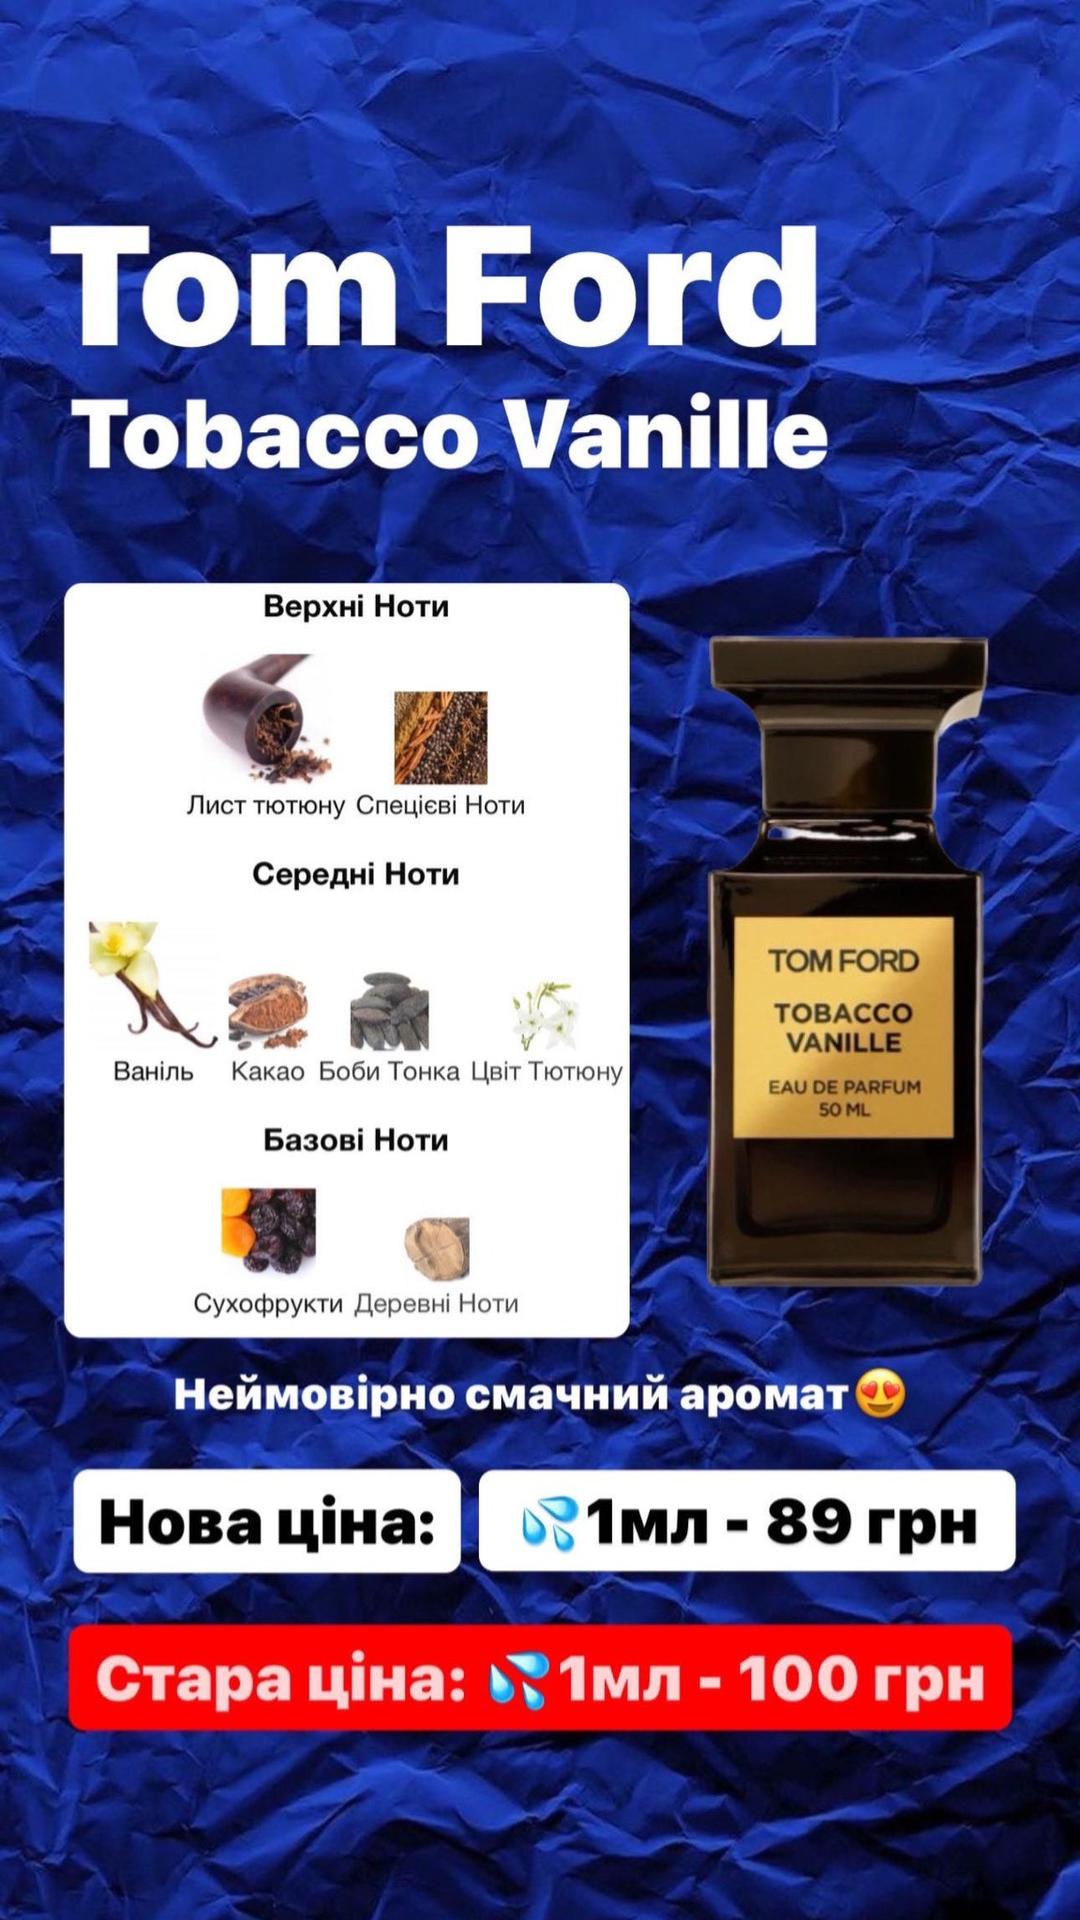 Tom Ford
Tobacco Vanille
Верхні Ноти
Лист тютюну Спецієві Ноти
Середні Ноти
Ваніль Какао Боби Тонка Цвіт Тютюну
Базові Ноти
Сухофрукти Деревні Ноти
TOM FORD
TOBACCO
VANILLE
EAU DE PARFUM
50 ML
Неймовірно смачний аромат😍
Нова ціна: 💦1мл - 89 грн
Стара ціна: 💦1мл - 100 грн